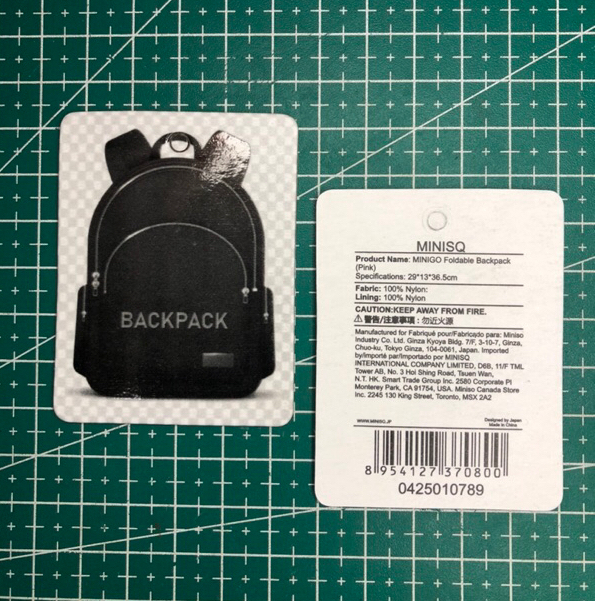 BACKPACK
MINISQ
Product Name: MINIGO Foldable Backpack
(Pink)
Specifications: 29*13*36.5cm
Fabric: 100% Nylon:
Lining: 100% Nylon
CAUTION:KEEP AWAY FROM FIRE.
⚠ 警告/注意事項：勿近火源
Manufactured for Fabriqué pour/Fabricado para: Miniso
Industry Co. Ltd. Ginza Kyoya Bldg. 7/F, 3-10-7, Ginza,
Chuo-ku, Tokyo Ginza, 104-0061, Japan. Imported
by/importé par/Importado por MINISQ
INTERNATIONAL COMPANY LIMITED, D6B, 11/F TML
Tower AB, No. 3 Hoi Shing Road, Tsuen Wan,
N.T. HK. Smart Trade Group Inc. 2580 Corporate Pl
Monterey Park, CA 91754, USA. Miniso Canada Store
Inc. 2245 130 King Street, Toronto, MSX 2A2
WWW.MINISO.JP
Designed by Japan
Made in China
8 954127 370800
0425010789